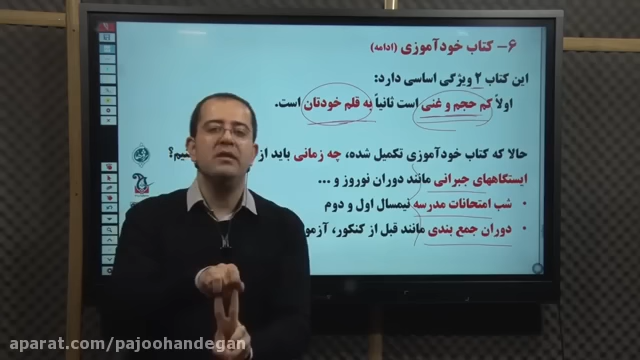 ۶- کتاب خودآموزی (ادامه)
این کتاب ۲ ویژگی اساسی دارد:
اولاً کم حجم و غنی است ثانیاً به قلم خودتان است.
حالا که کتاب خودآموزی تکمیل شده، چه زمانی باید از
ایستگاههای جبرانی مانند دوران نوروز و ...
• شب امتحانات مدرسه نیمسال اول و دوم
• دوران جمع بندی مانند قبل از کنکور،
aparat.com/pajoohandegan